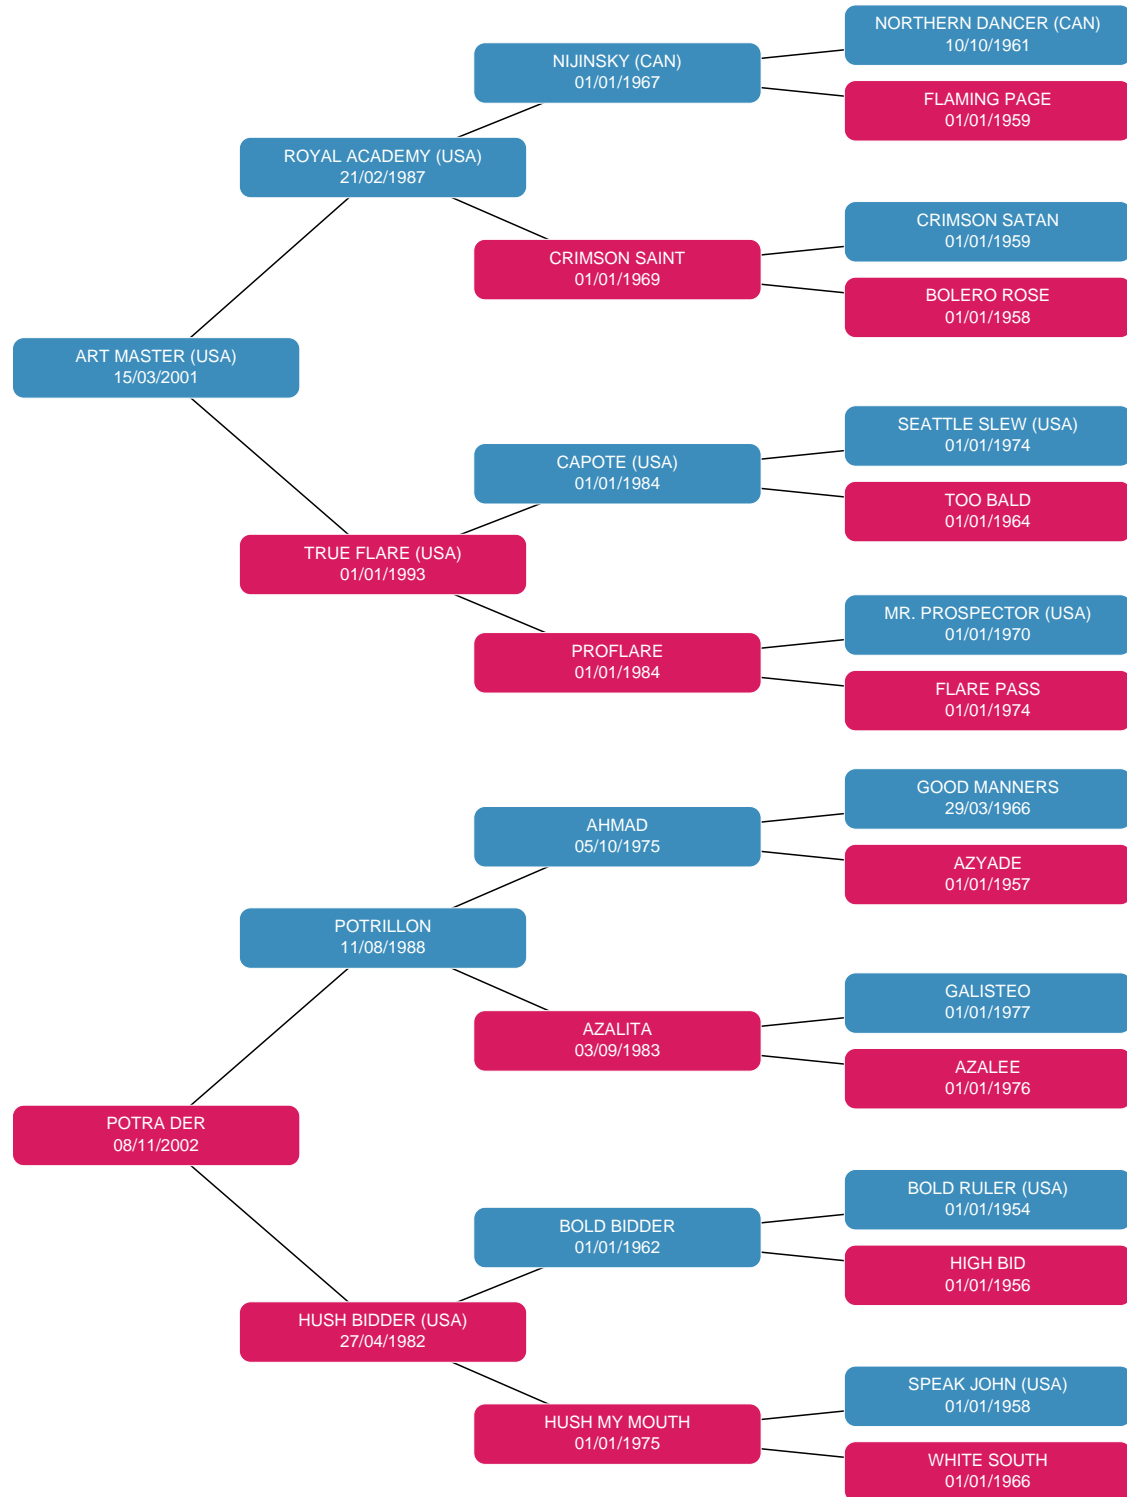 NORTHERN DANCER (CAN)
10/10/1961
NIJINSKY (CAN)
01/01/1967
FLAMING PAGE
01/01/1959
ROYAL ACADEMY (USA)
21/02/1987
CRIMSON SATAN
01/01/1959
CRIMSON SAINT
01/01/1969
BOLERO ROSE
01/01/1958
ART MASTER (USA)
15/03/2001
SEATTLE SLEW (USA)
01/01/1974
CAPOTE (USA)
01/01/1984
TOO BALD
01/01/1964
TRUE FLARE (USA)
01/01/1993
MR. PROSPECTOR (USA)
01/01/1970
PROFLARE
01/01/1984
FLARE PASS
01/01/1974
GOOD MANNERS
29/03/1966
AHMAD
05/10/1975
AZYADE
01/01/1957
POTRILLON
11/08/1988
GALISTEO
01/01/1977
AZALITA
03/09/1983
AZALEE
01/01/1976
POTRA DER
08/11/2002
BOLD RULER (USA)
01/01/1954
BOLD BIDDER
01/01/1962
HIGH BID
01/01/1956
HUSH BIDDER (USA)
27/04/1982
SPEAK JOHN (USA)
01/01/1958
HUSH MY MOUTH
01/01/1975
WHITE SOUTH
01/01/1966